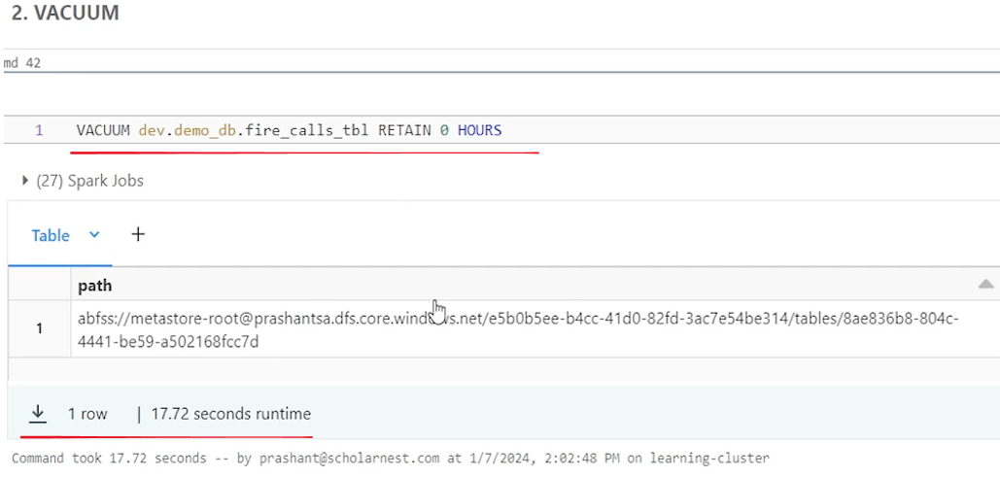 2. VACUUM
md 42
1 VACUUM dev.demo_db.fire_calls_tbl RETAIN 0 HOURS
(27) Spark Jobs
Table +
path
1 abfss://metastore-root@prashantsa.dfs.core.windows.net/e5b0b5ee-b4cc-41d0-82fd-3ac7e54be314/tables/8ae836b8-804c-
4441-be59-a502168fcc7d
1 row | 17.72 seconds runtime
Command took 17.72 seconds -- by prashant@scholarnest.com at 1/7/2024, 2:02:48 PM on learning-cluster